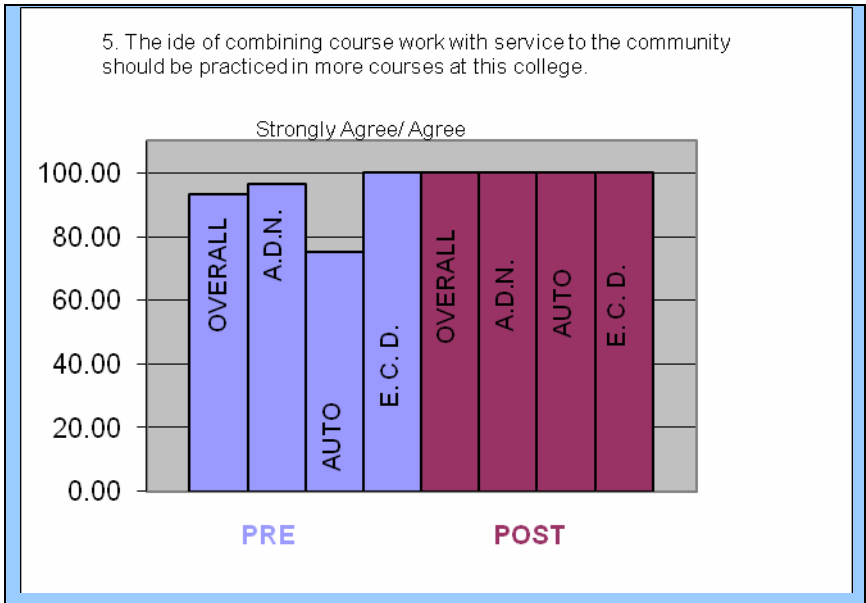 5. The ide of combining course work with service to the community
should be practiced in more courses at this college.
Strongly Agree/ Agree
100.00
80.00
60.00
40.00
20.00
0.00
OVERALL
A.D.N.
AUTO
E. C. D.
OVERALL
A.D.N.
AUTO
E. C. D.
PRE
POST